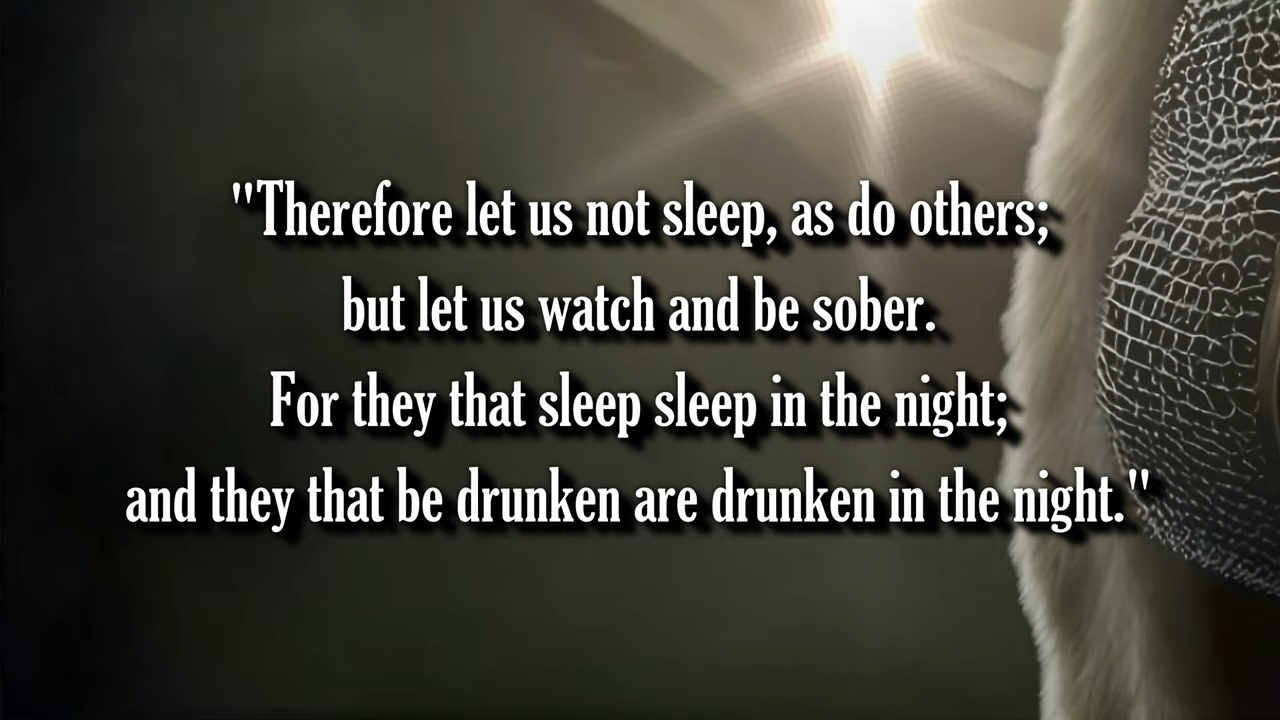 "Therefore let us not sleep, as do others;
but let us watch and be sober.
For they that sleep sleep in the night;
and they that be drunken are drunken in the night."